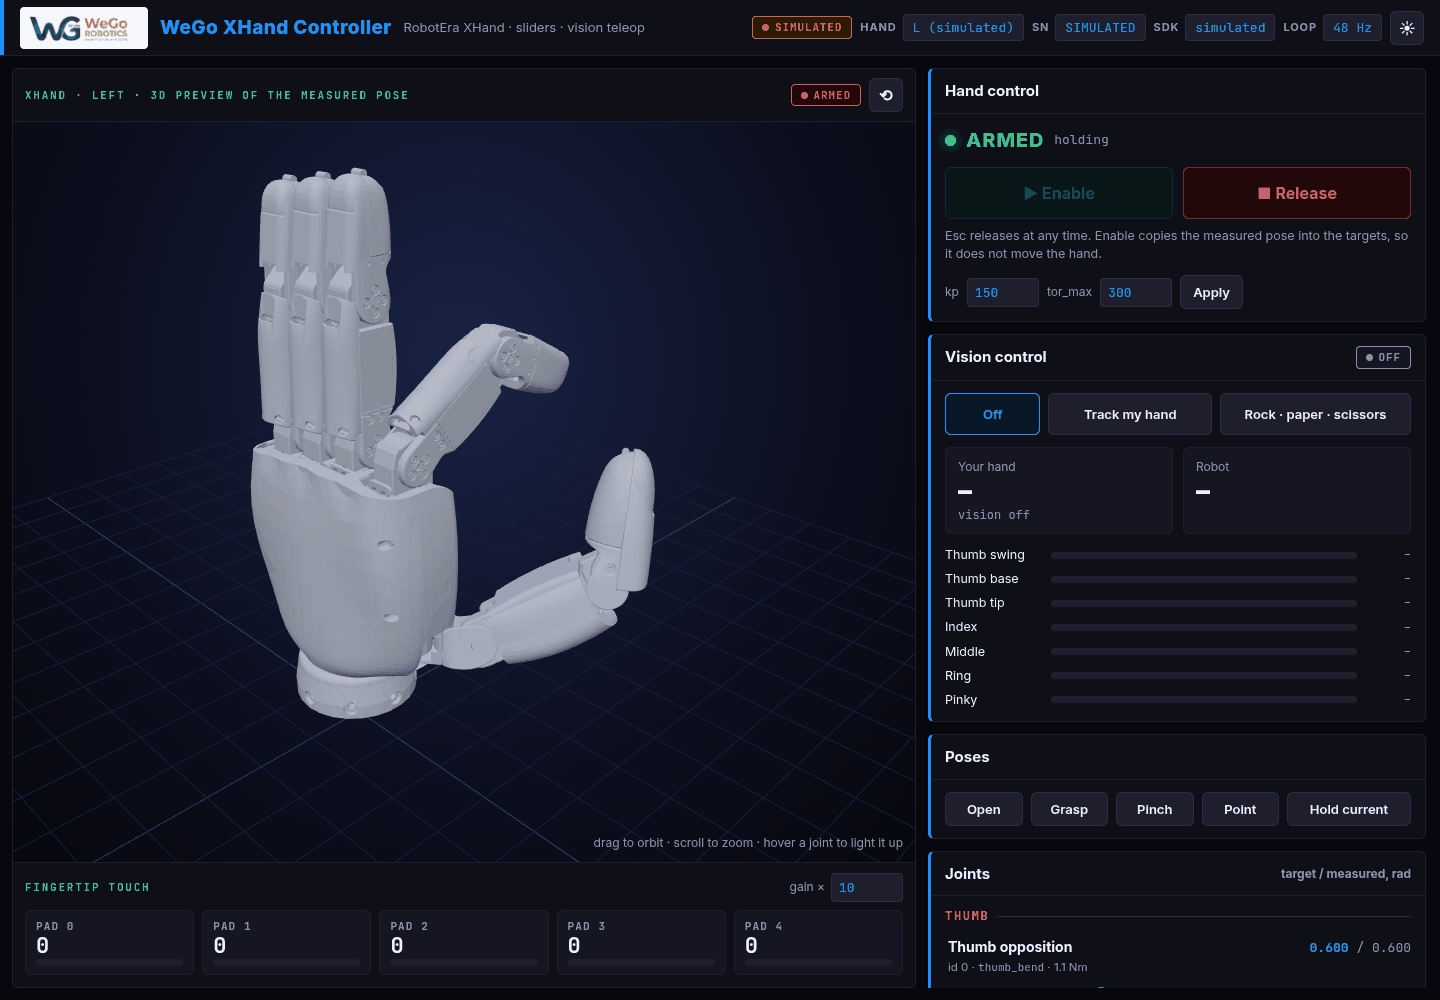 WG WeGo ROBOTICS
WeGo XHand Controller
RobotEra XHand · sliders · vision teleop
SIMULATED
HAND L (simulated)
SN SIMULATED
SDK simulated
LOOP 48 Hz
XHAND · LEFT · 3D PREVIEW OF THE MEASURED POSE
ARMED
drag to orbit · scroll to zoom · hover a joint to light it up
FINGERTIP TOUCH
gain × 10
PAD 0
0
PAD 1
0
PAD 2
0
PAD 3
0
PAD 4
0
Hand control
ARMED holding
▶ Enable
■ Release
Esc releases at any time. Enable copies the measured pose into the targets, so
it does not move the hand.
kp 150 tor_max 300 Apply
Vision control
OFF
Off
Track my hand
Rock · paper · scissors
Your hand
–
vision off
Robot
–
Thumb swing –
Thumb base –
Thumb tip –
Index –
Middle –
Ring –
Pinky –
Poses
Open
Grasp
Pinch
Point
Hold current
Joints
target / measured, rad
THUMB
Thumb opposition 0.600 / 0.600
id 0 · thumb_bend · 1.1 Nm